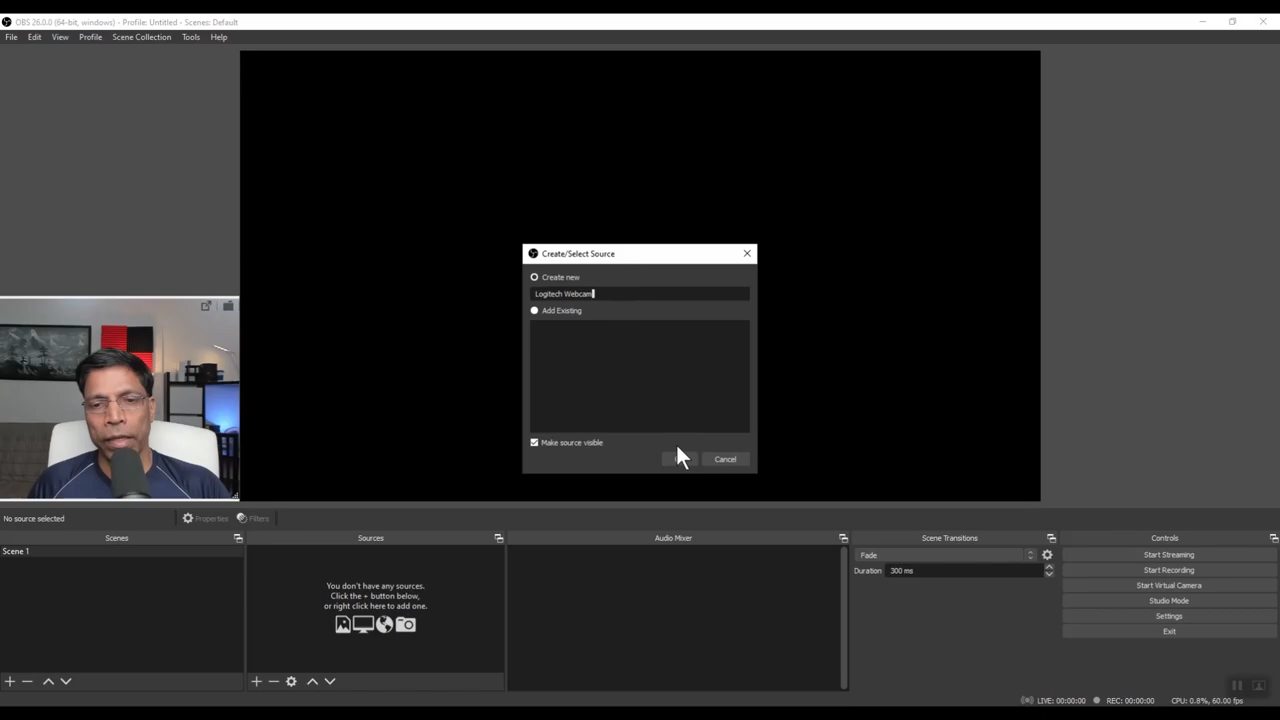 OBS 26.0.0 (64-bit, windows) - Profile: Untitled - Scenes: Default
File Edit View Profile Scene Collection Tools Help
Create/Select Source
Create new
Logitech Webcam
Add Existing
Make source visible
Cancel
No source selected
Properties
Filters
Scenes
Scene 1
Sources
You don't have any sources.
Click the + button below,
or right click here to add one.
Audio Mixer
Scene Transitions
Fade
Duration 300 ms
Controls
Start Streaming
Start Recording
Start Virtual Camera
Studio Mode
Settings
Exit
LIVE: 00:00:00 REC: 00:00:00 CPU: 0.8%, 60.00 fps